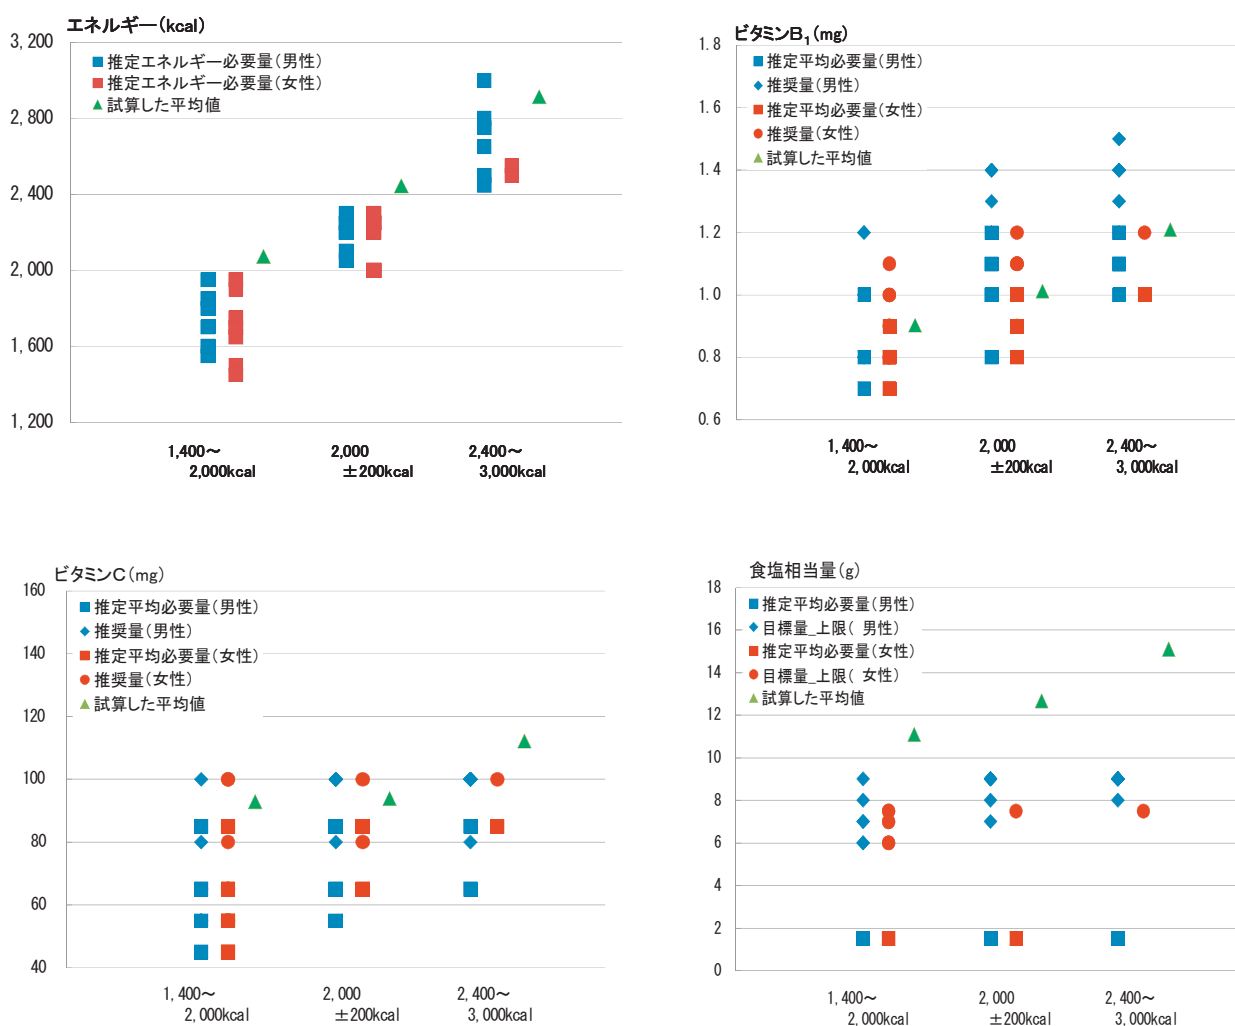 エネルギー(kcal)
3,200
2,800
2,400
2,000
1,600
1,200
推定エネルギー必要量(男性)
推定エネルギー必要量(女性)
試算した平均値
1,400～
2,000kcal
2,000
±200kcal
2,400～
3,000kcal
ビタミンB₁(mg)
1.8
1.6
1.4
1.2
1.0
0.8
0.6
推定平均必要量(男性)
推奨量(男性)
推定平均必要量(女性)
推奨量(女性)
試算した平均値
1,400～
2,000kcal
2,000
±200kcal
2,400～
3,000kcal
ビタミンC(mg)
160
140
120
100
80
60
40
推定平均必要量(男性)
推奨量(男性)
推定平均必要量(女性)
推奨量(女性)
試算した平均値
1,400～
2,000kcal
2,000
±200kcal
2,400～
3,000kcal
食塩相当量(g)
18
16
14
12
9
8
6
4
2
0
推定平均必要量(男性)
目標量_上限( 男性)
推定平均必要量(女性)
目標量_上限( 女性)
試算した平均値
1,400～
2,000kcal
2,000
±200kcal
2,400～
3,000kcal